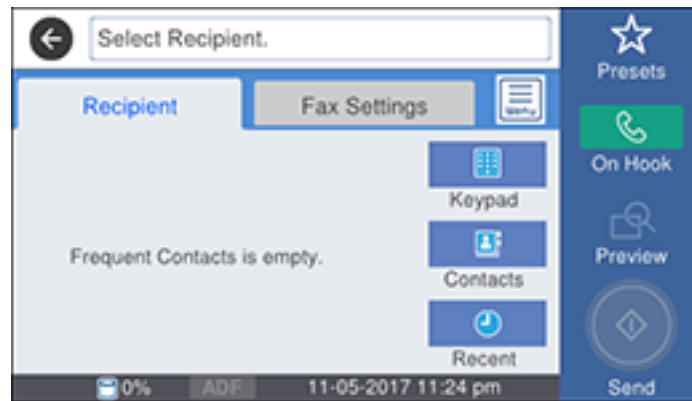 Select Recipient.
Presets
Recipient
Fax Settings
Menu
On Hook
Keypad
Preview
Frequent Contacts is empty.
Contacts
Recent
0%
ADF
11-05-2017 11:24 pm
Send